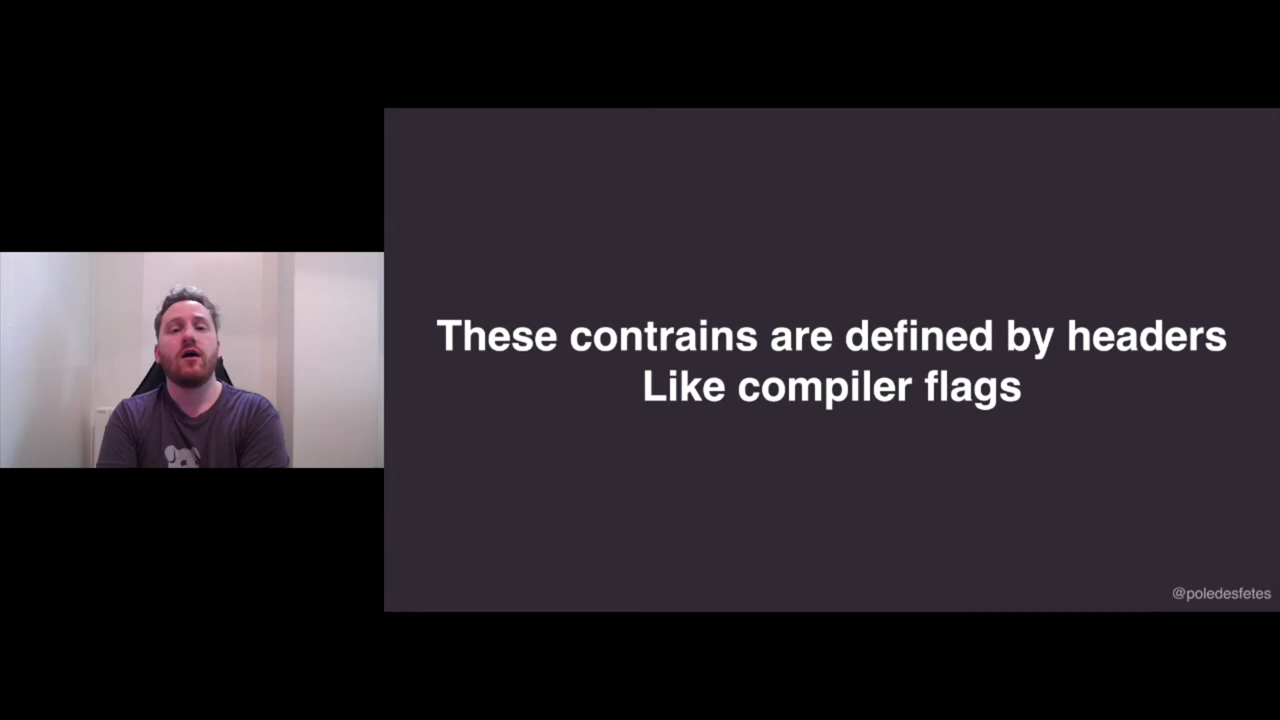 These contrains are defined by headers
Like compiler flags
@poledesfetes